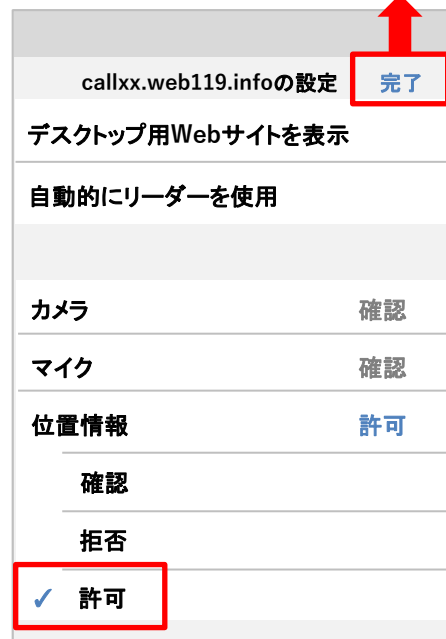 callxx.web119.infoの設定 完了
デスクトップ用Webサイトを表示
自動的にリーダーを使用
カメラ 確認
マイク 確認
位置情報 許可
確認
拒否
✓ 許可